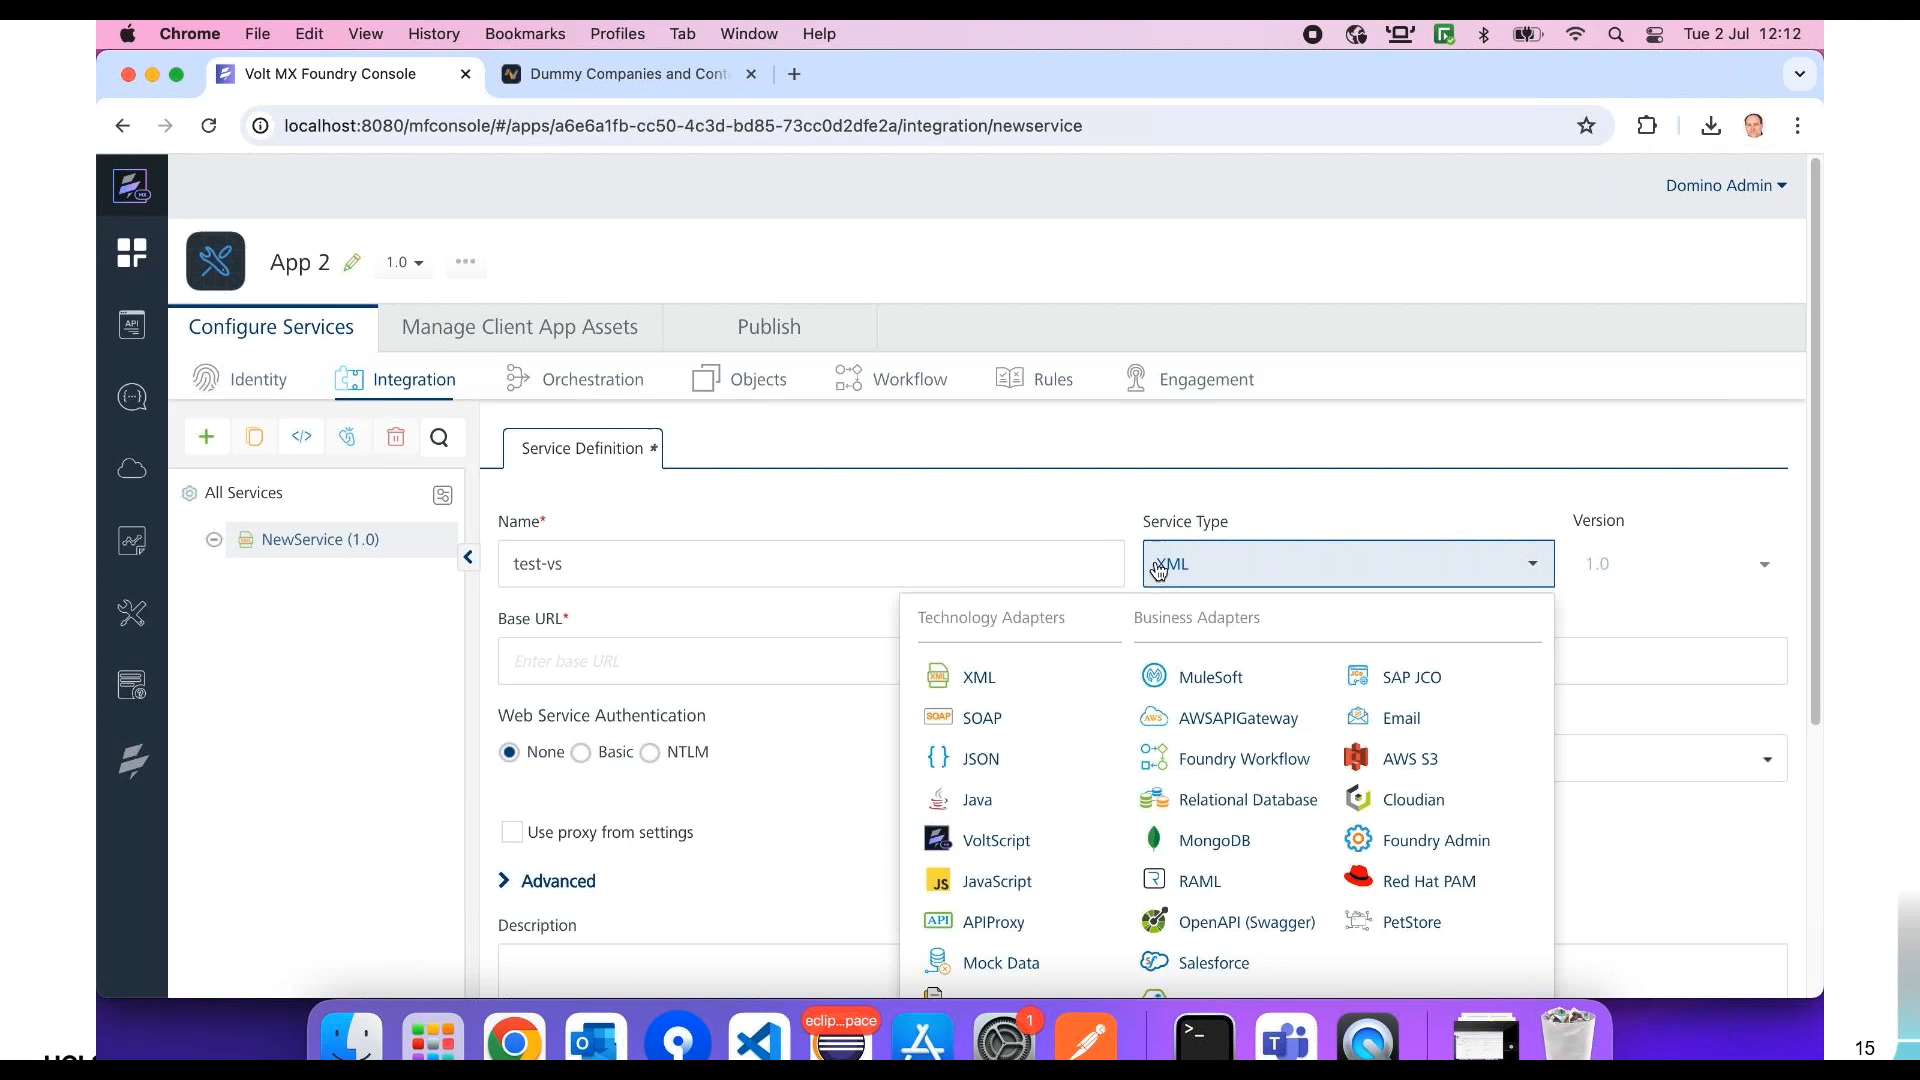 Chrome File Edit View History Bookmarks Profiles Tab Window Help Tue 2 Jul 12:12
Volt MX Foundry Console Dummy Companies and Cont
localhost:8080/mfconsole/#/apps/a6e6a1fb-cc50-4c3d-bd85-73cc0d2dfe2a/integration/newservice
Domino Admin
App 2 1.0
API
Configure Services Manage Client App Assets Publish
Identity Integration Orchestration Objects Workflow Rules Engagement
Service Definition *
All Services
NewService (1.0)
Name* Service Type Version
test-vs XML 1.0
Base URL*
Enter base URL
Web Service Authentication
None Basic NTLM
Use proxy from settings
Advanced
Description
Technology Adapters Business Adapters
XML MuleSoft SAP JCO
SOAP AWSAPIGateway Email
JSON Foundry Workflow AWS S3
Java Relational Database Cloudian
VoltScript MongoDB Foundry Admin
JavaScript RAML Red Hat PAM
APIProxy OpenAPI (Swagger) PetStore
Mock Data Salesforce
eclip...pace 1
15